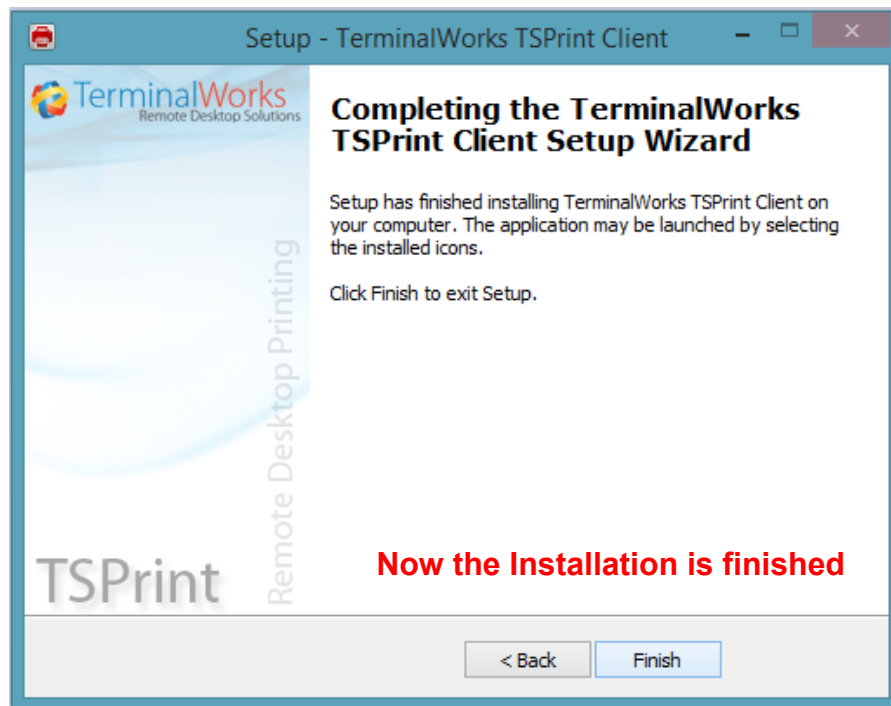 Setup - TerminalWorks TSPrint Client
TerminalWorks
Remote Desktop Solutions
Completing the TerminalWorks
TSPrint Client Setup Wizard
Setup has finished installing TerminalWorks TSPrint Client on
your computer. The application may be launched by selecting
the installed icons.
Click Finish to exit Setup.
Remote Desktop Printing
TSPrint
Now the Installation is finished
< Back
Finish